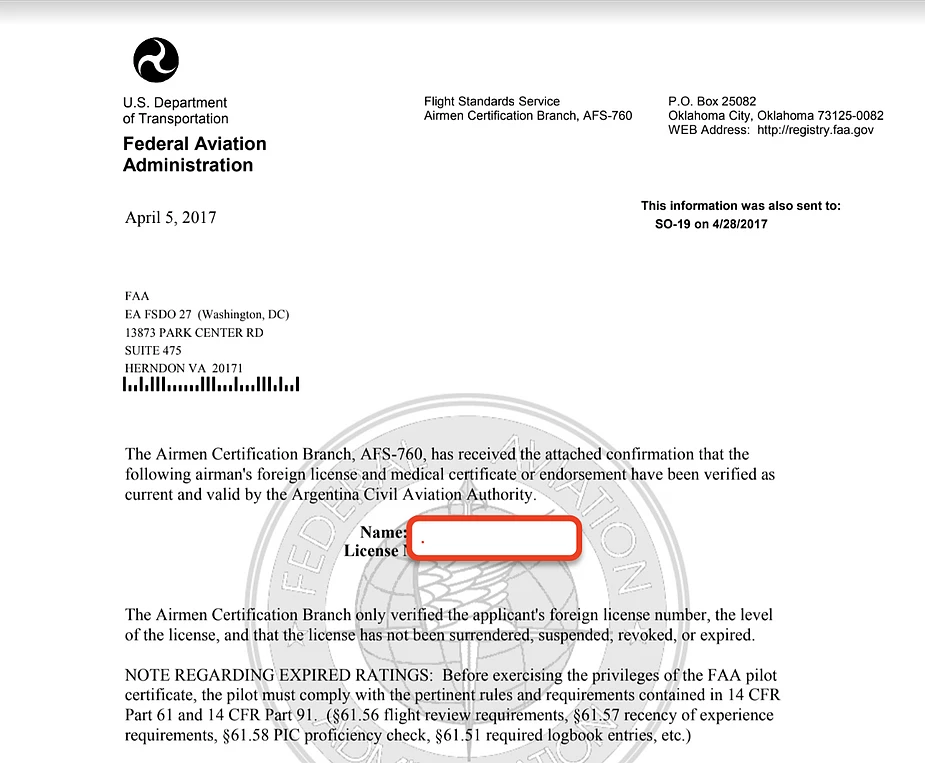 U.S. Department
of Transportation
Federal Aviation
Administration
Flight Standards Service
Airmen Certification Branch, AFS-760
P.O. Box 25082
Oklahoma City, Oklahoma 73125-0082
WEB Address: http://registry.faa.gov
April 5, 2017
This information was also sent to:
SO-19 on 4/28/2017
FAA
EA FSDO 27 (Washington, DC)
13873 PARK CENTER RD
SUITE 475
HERNDON VA 20171
The Airmen Certification Branch, AFS-760, has received the attached confirmation that the
following airman's foreign license and medical certificate or endorsement have been verified as
current and valid by the Argentina Civil Aviation Authority.
Name:
License
The Airmen Certification Branch only verified the applicant's foreign license number, the level
of the license, and that the license has not been surrendered, suspended, revoked, or expired.
NOTE REGARDING EXPIRED RATINGS: Before exercising the privileges of the FAA pilot
certificate, the pilot must comply with the pertinent rules and requirements contained in 14 CFR
Part 61 and 14 CFR Part 91. (§61.56 flight review requirements, §61.57 recency of experience
requirements, §61.58 PIC proficiency check, §61.51 required logbook entries, etc.)
FEDERAL AVIATION